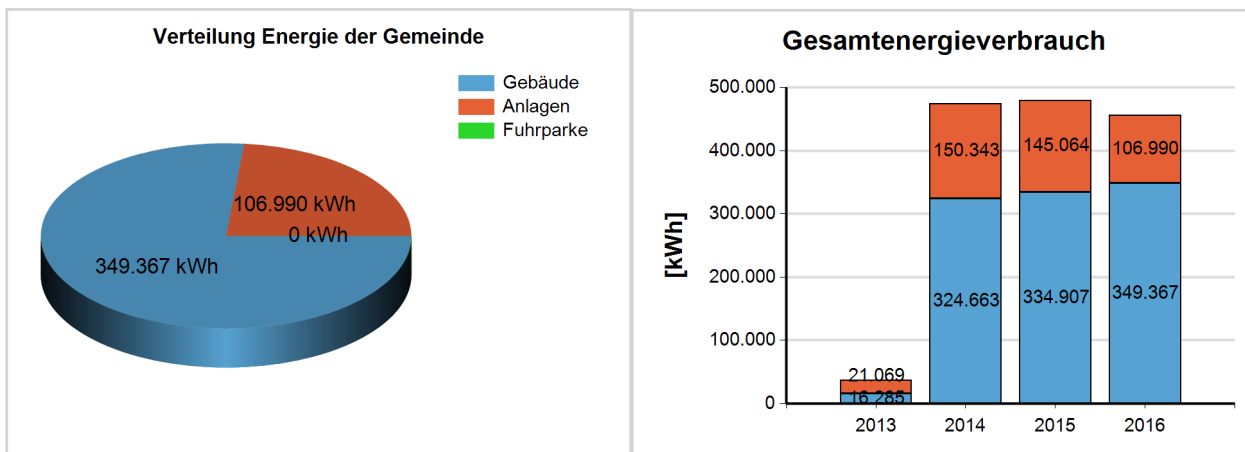 Verteilung Energie der Gemeinde
Gebäude
Anlagen
Fuhrparke
106.990 kWh
0 kWh
349.367 kWh
Gesamtenergieverbrauch
[kWh]
500.000
400.000
300.000
200.000
100.000
0
150.343
145.064
106.990
324.663
334.907
349.367
21.069
16.285
2013
2014
2015
2016